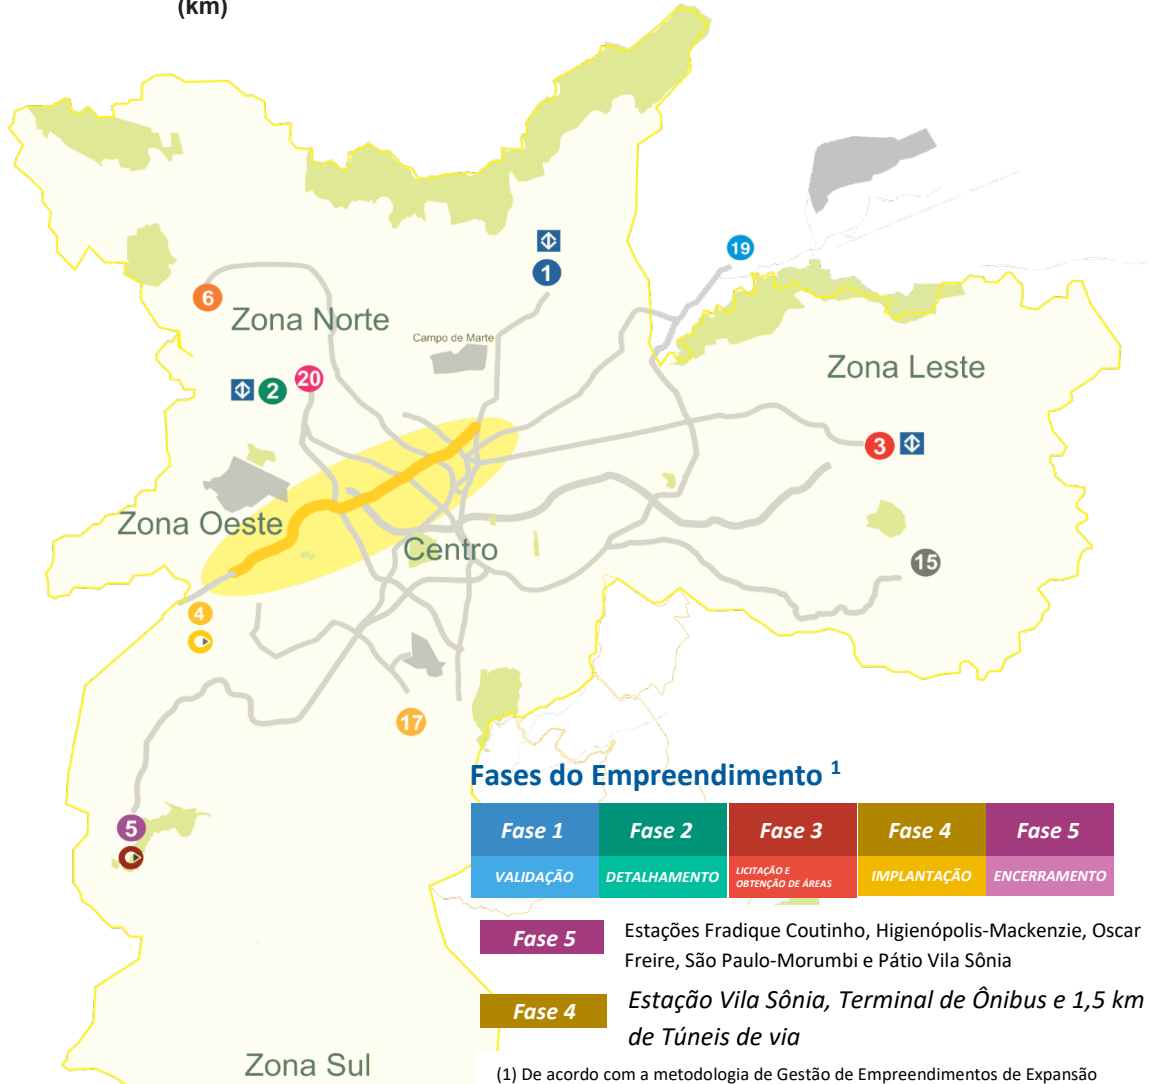 (km)
19
1
6
Zona Norte
Campo de Marte
Zona Leste
2
20
3
Zona Oeste
Centro
15
4
17
5
Fases do Empreendimento 1
Fase 1
Fase 2
Fase 3
Fase 4
Fase 5
VALIDAÇÃO
DETALHAMENTO
LICITAÇÃO E
OBTENÇÃO DE ÁREAS
IMPLANTAÇÃO
ENCERRAMENTO
Fase 5
Estações Fradique Coutinho, Higienópolis-Mackenzie, Oscar
Freire, São Paulo-Morumbi e Pátio Vila Sônia
Fase 4
Estação Vila Sônia, Terminal de Ônibus e 1,5 km
de Túneis de via
Zona Sul
(1) De acordo com a metodologia de Gestão de Empreendimentos de Expansão